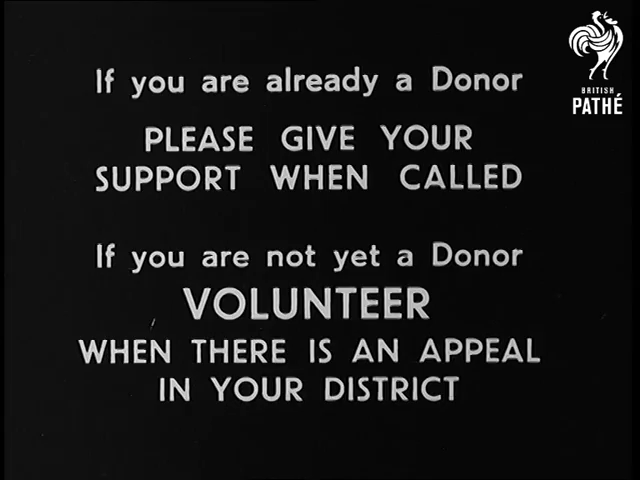 BRITISH
PATHÉ
If you are already a Donor
PLEASE GIVE YOUR
SUPPORT WHEN CALLED
If you are not yet a Donor
VOLUNTEER
WHEN THERE IS AN APPEAL
IN YOUR DISTRICT